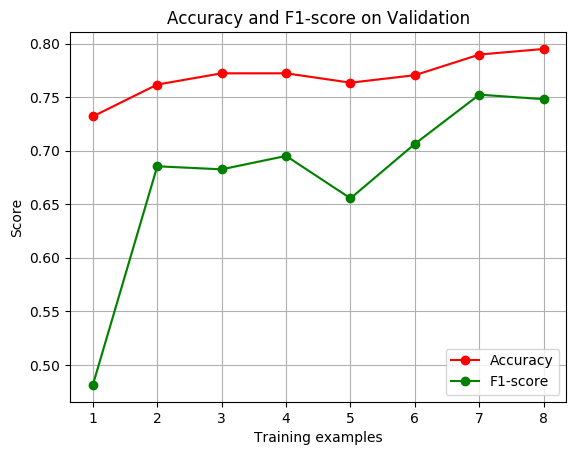 Accuracy and F1-score on Validation
0.80
0.75
0.70
0.65
0.60
0.55
0.50
Score
Accuracy
F1-score
1 2 3 4 5 6 7 8
Training examples